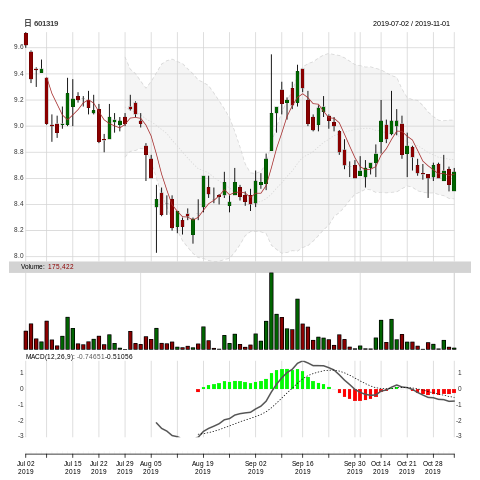 日 601319
2019-07-02 / 2019-11-01
9.6
9.4
9.2
9.0
8.8
8.6
8.4
8.2
8.0
Volume: 175,422
MACD(12,26,9): -0.74651-0.51056
1 1
0 0
-1 -1
-2 -2
-3 -3
Jul 02 Jul 15 Jul 22 Jul 29 Aug 05 Aug 19 Sep 02 Sep 16 Sep 30 Oct 14 Oct 21 Oct 28
2019 2019 2019 2019 2019 2019 2019 2019 2019 2019 2019 2019